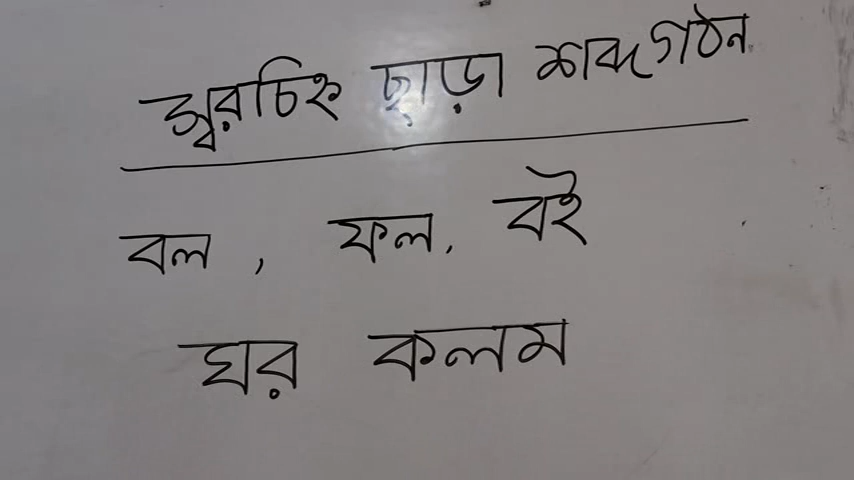 স্বরচিহ্ন ছাড়া শব্দগঠন
বল , ফল, বই
ঘর কলম